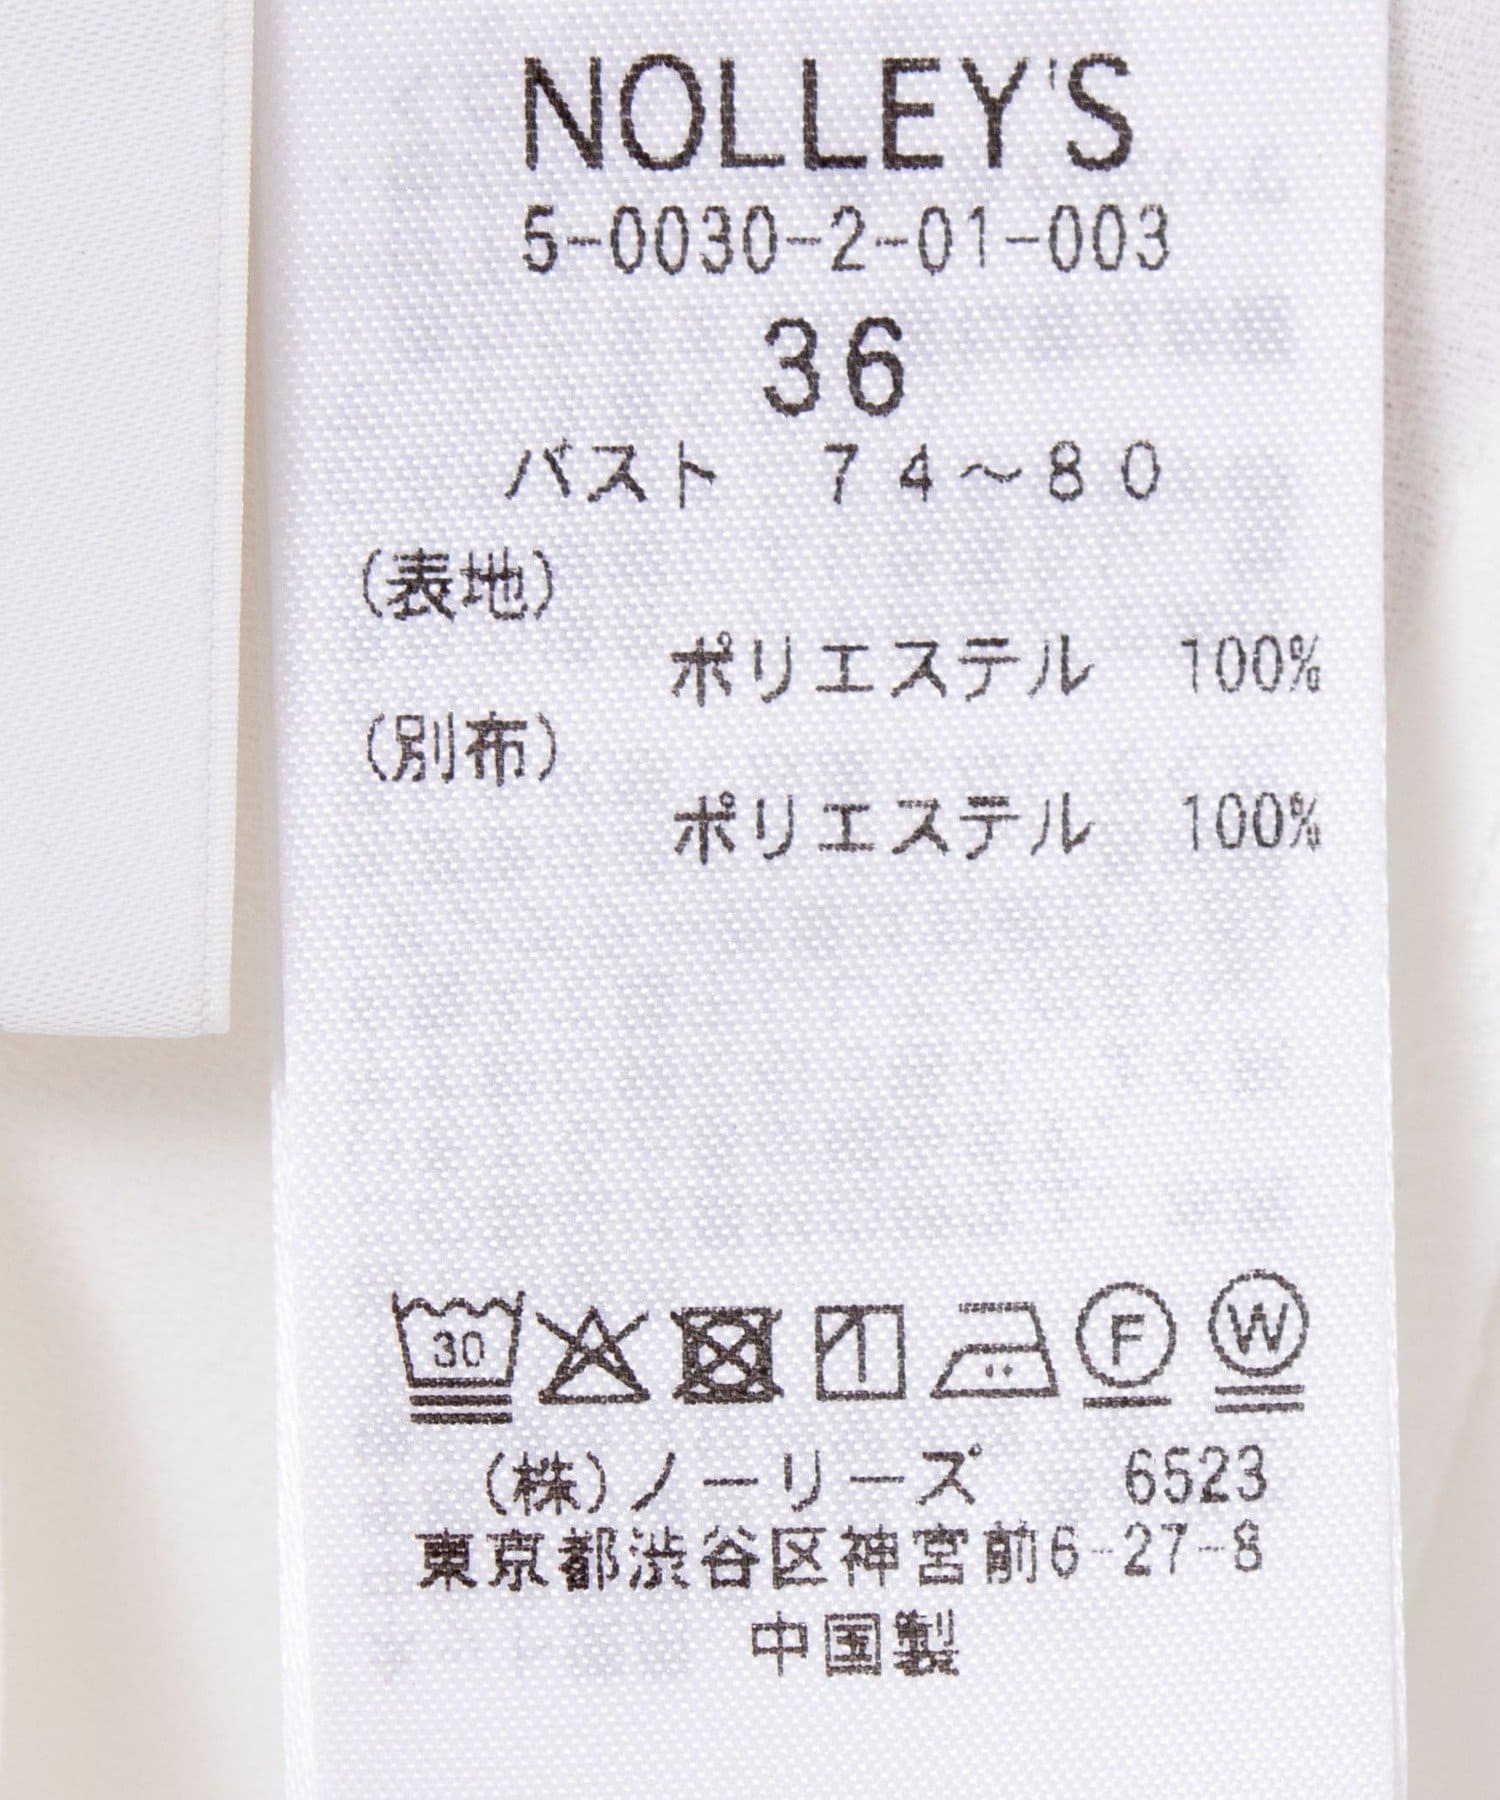 NOLLEY'S
5-0030-2-01-003
36
バスト 74～80
(表地)
ポリエステル 100%
(別布)
ポリエステル 100%
30 F W
(株)ノーリーズ 6523
東京都渋谷区神宮前6-27-8
中国製